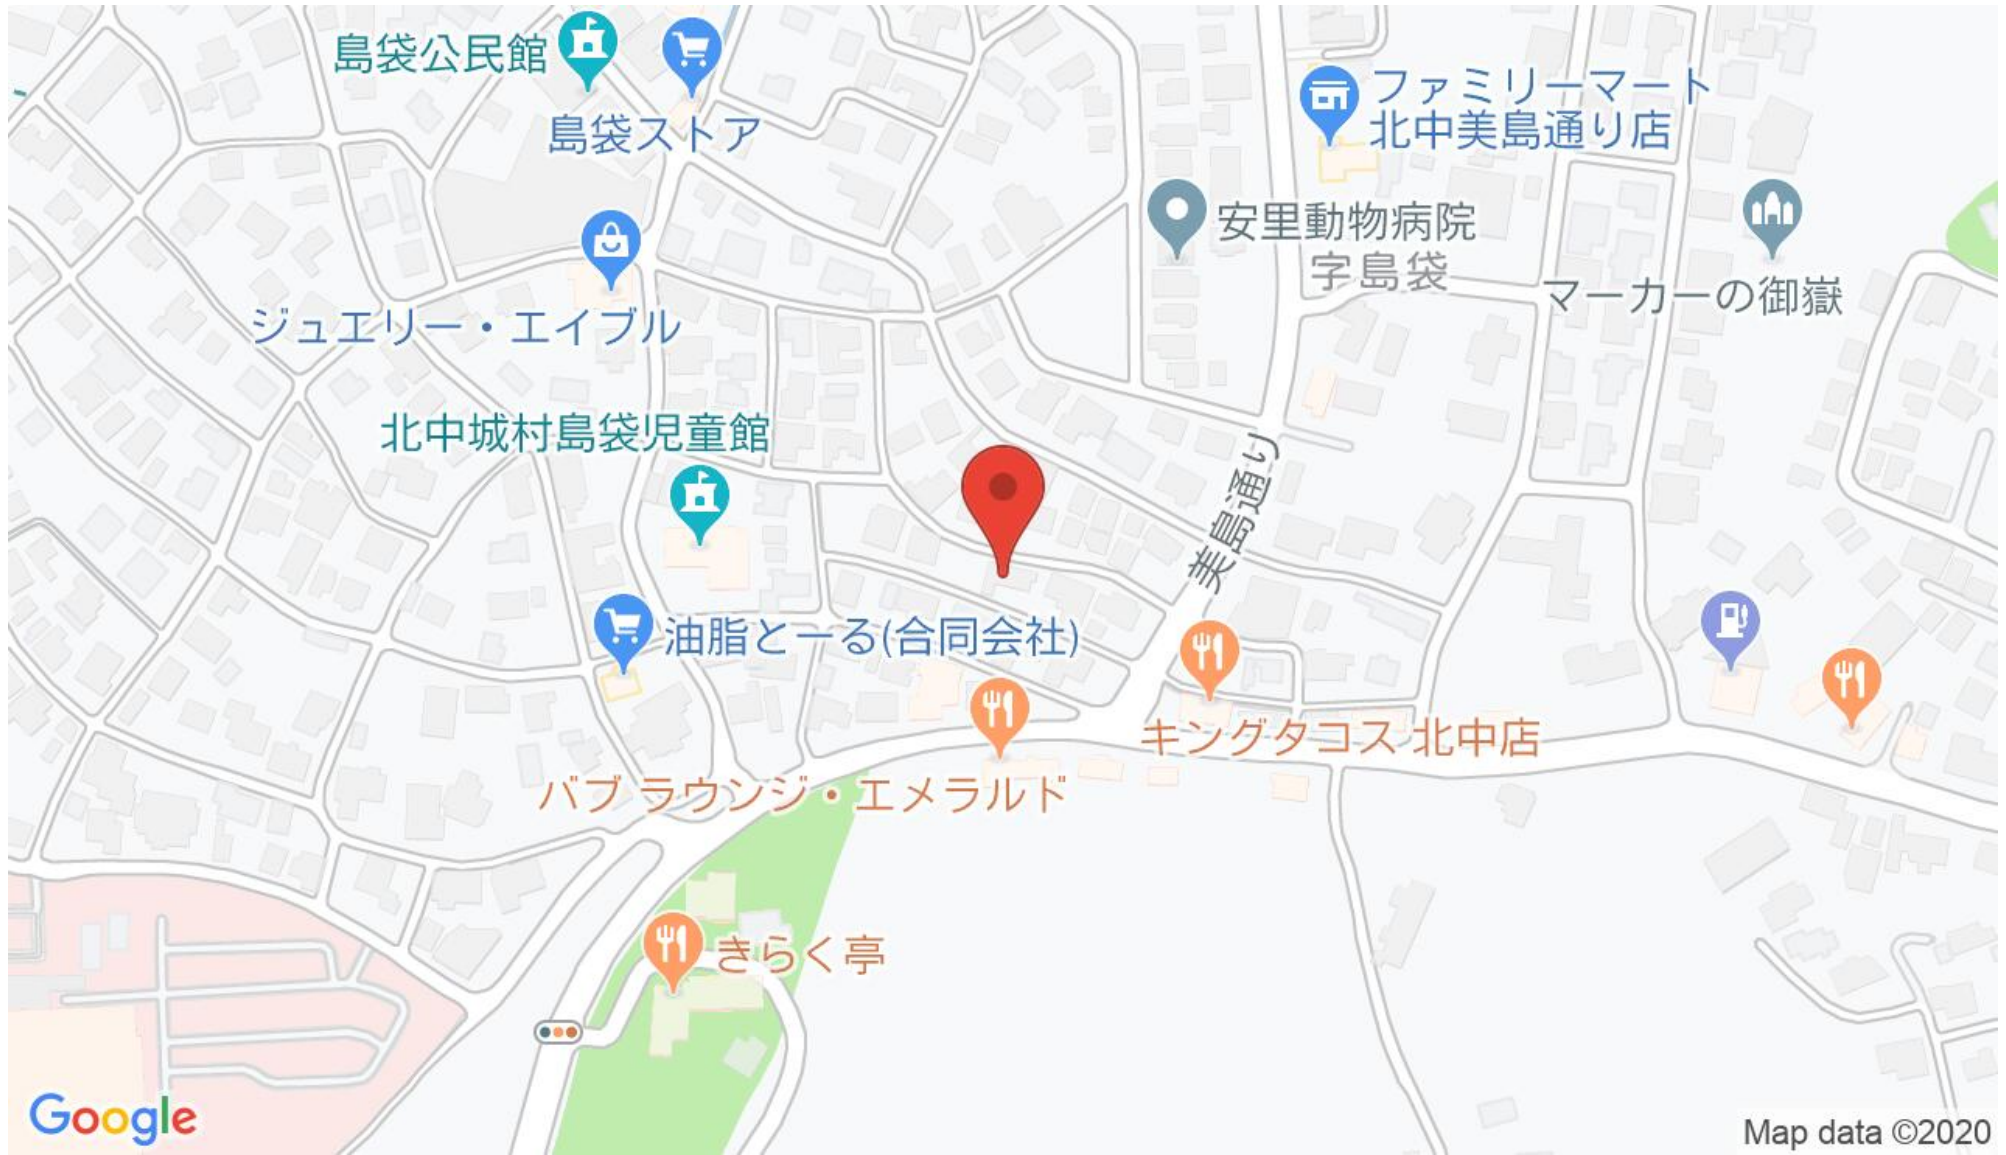 島袋公民館
島袋ストア
ファミリーマート
北中美島通り店
安里動物病院
字島袋
マーカーの御嶽
ジュエリー・エイブル
北中城村島袋児童館
美島通り
油脂とーる(合同会社)
キングタコス 北中店
パブ ラウンジ・エメラルド
きらく亭
Google
Map data ©2020